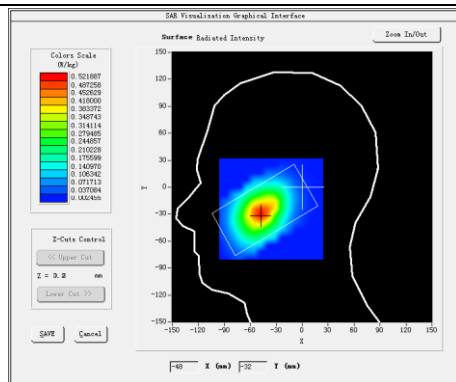 SAR Visualisation Graphical Interface
Surface Radiated Intensity
Zoom In/Out
Colors Scale
(W/kg)
0.521887
0.487258
0.452629
0.418000
0.383372
0.348743
0.314114
0.279485
0.244857
0.210228
0.175599
0.140970
0.106342
0.071713
0.037084
0.002455
Z-Cuts Control
<< Upper Cut
Z = 0.2 mm
Lower Cut >>
SAVE Cancel
150
120
90
60
30
0
-30
-60
-90
-120
-150
Y
-150 -120 -90 -60 -30 0 30 60 90 120 150
X
-48 X (mm) -32 Y (mm)